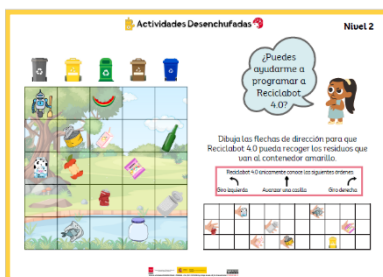 Actividades Desenchufadas
Nivel 2
¿Puedes
ayudarme a
programar a
Reciclabot
4.0?
Dibuja las flechas de dirección para que
Reciclabot 4.0 pueda recoger los residuos que
van al contenedor amarillo.
Reciclabot 4.0 únicamente conocer las siguientes órdenes:
Giro izquierda
Avanzar una casilla
Giro derecha